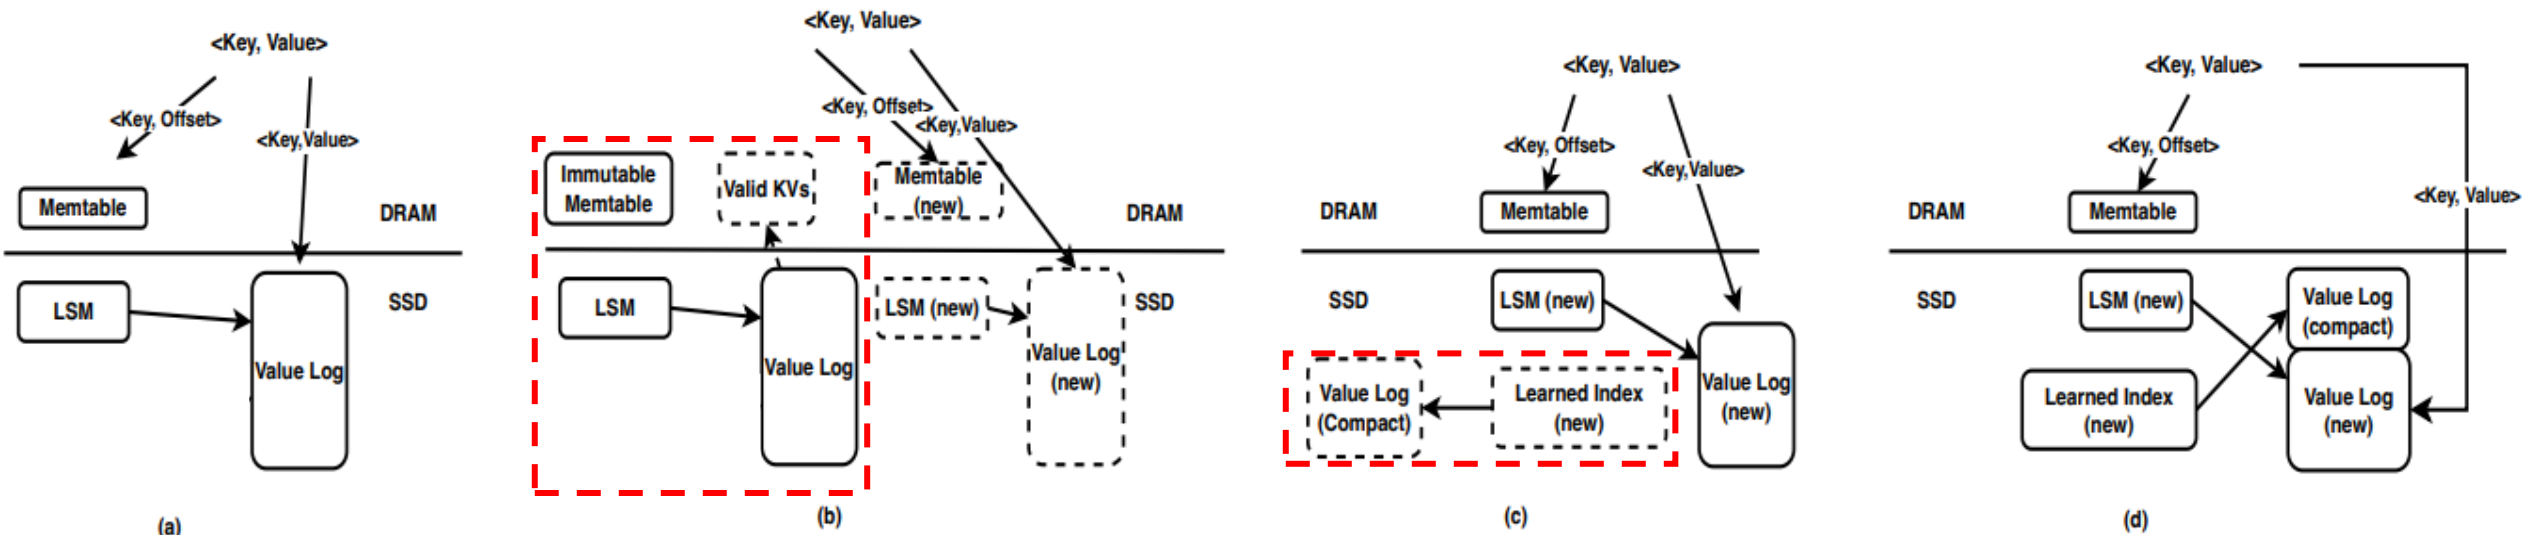 <Key, Value>
<Key, Offset>
<Key,Value>
Memtable
DRAM
LSM
SSD
Value Log
(a)
<Key, Value>
<Key, Offset>
<Key,Value>
Immutable
Memtable
Valid KVs
Memtable
(new)
DRAM
LSM
Value Log
LSM (new)
Value Log
(new)
SSD
(b)
<Key, Value>
<Key, Offset>
<Key,Value>
DRAM
Memtable
SSD
LSM (new)
Value Log
(Compact)
Learned Index
(new)
Value Log
(new)
(c)
<Key, Value>
<Key, Offset>
<Key, Value>
DRAM
Memtable
SSD
LSM (new)
Value Log
(compact)
Learned Index
(new)
Value Log
(new)
(d)